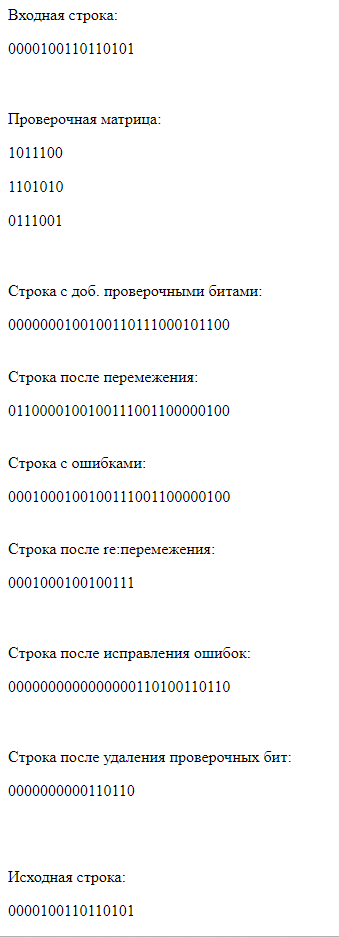 Входная строка:
0000100110110101
Проверочная матрица:
1011100
1101010
0111001
Строка с доб. проверочными битами:
0000000100100110111000101100
Строка после перемежения:
0110000100100111001100000100
Строка с ошибками:
0001000100100111001100000100
Строка после re:перемежения:
0001000100100111
Строка после исправления ошибок:
0000000000000000110100110110
Строка после удаления проверочных бит:
0000000000110110
Исходная строка:
0000100110110101